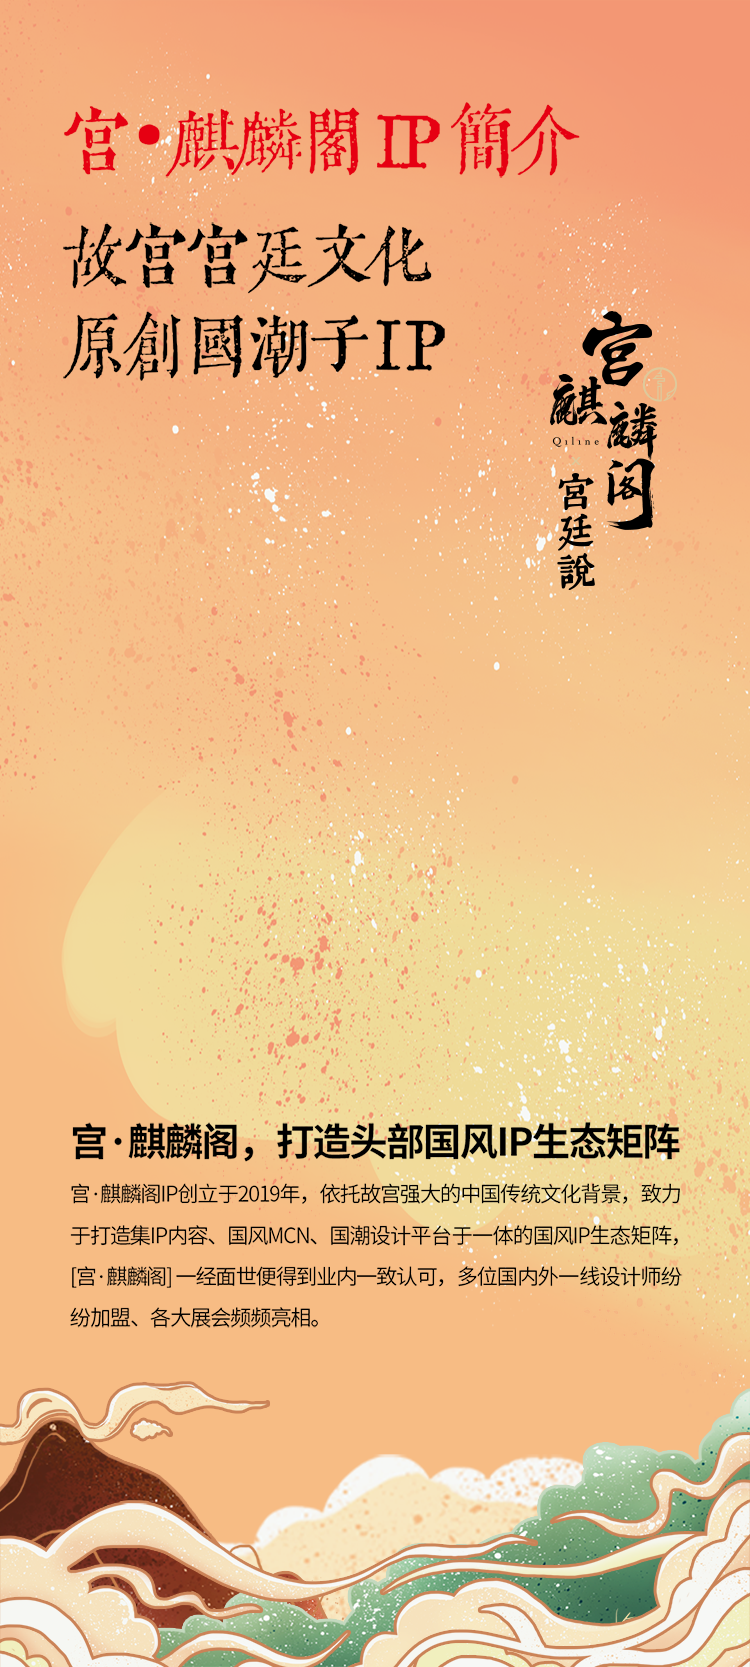 宫·麒麟閣IP簡介
故宫宫廷文化
原創國潮子IP
宫
麒麟阁
Qiline
宫廷說
宫·麒麟阁，打造头部国风IP生态矩阵
宫·麒麟阁IP创立于2019年，依托故宫强大的中国传统文化背景，致力
于打造集IP内容、国风MCN、国潮设计平台于一体的国风IP生态矩阵，
[宫·麒麟阁] 一经面世便得到业内一致认可，多位国内外一线设计师纷
纷加盟、各大展会频频亮相。